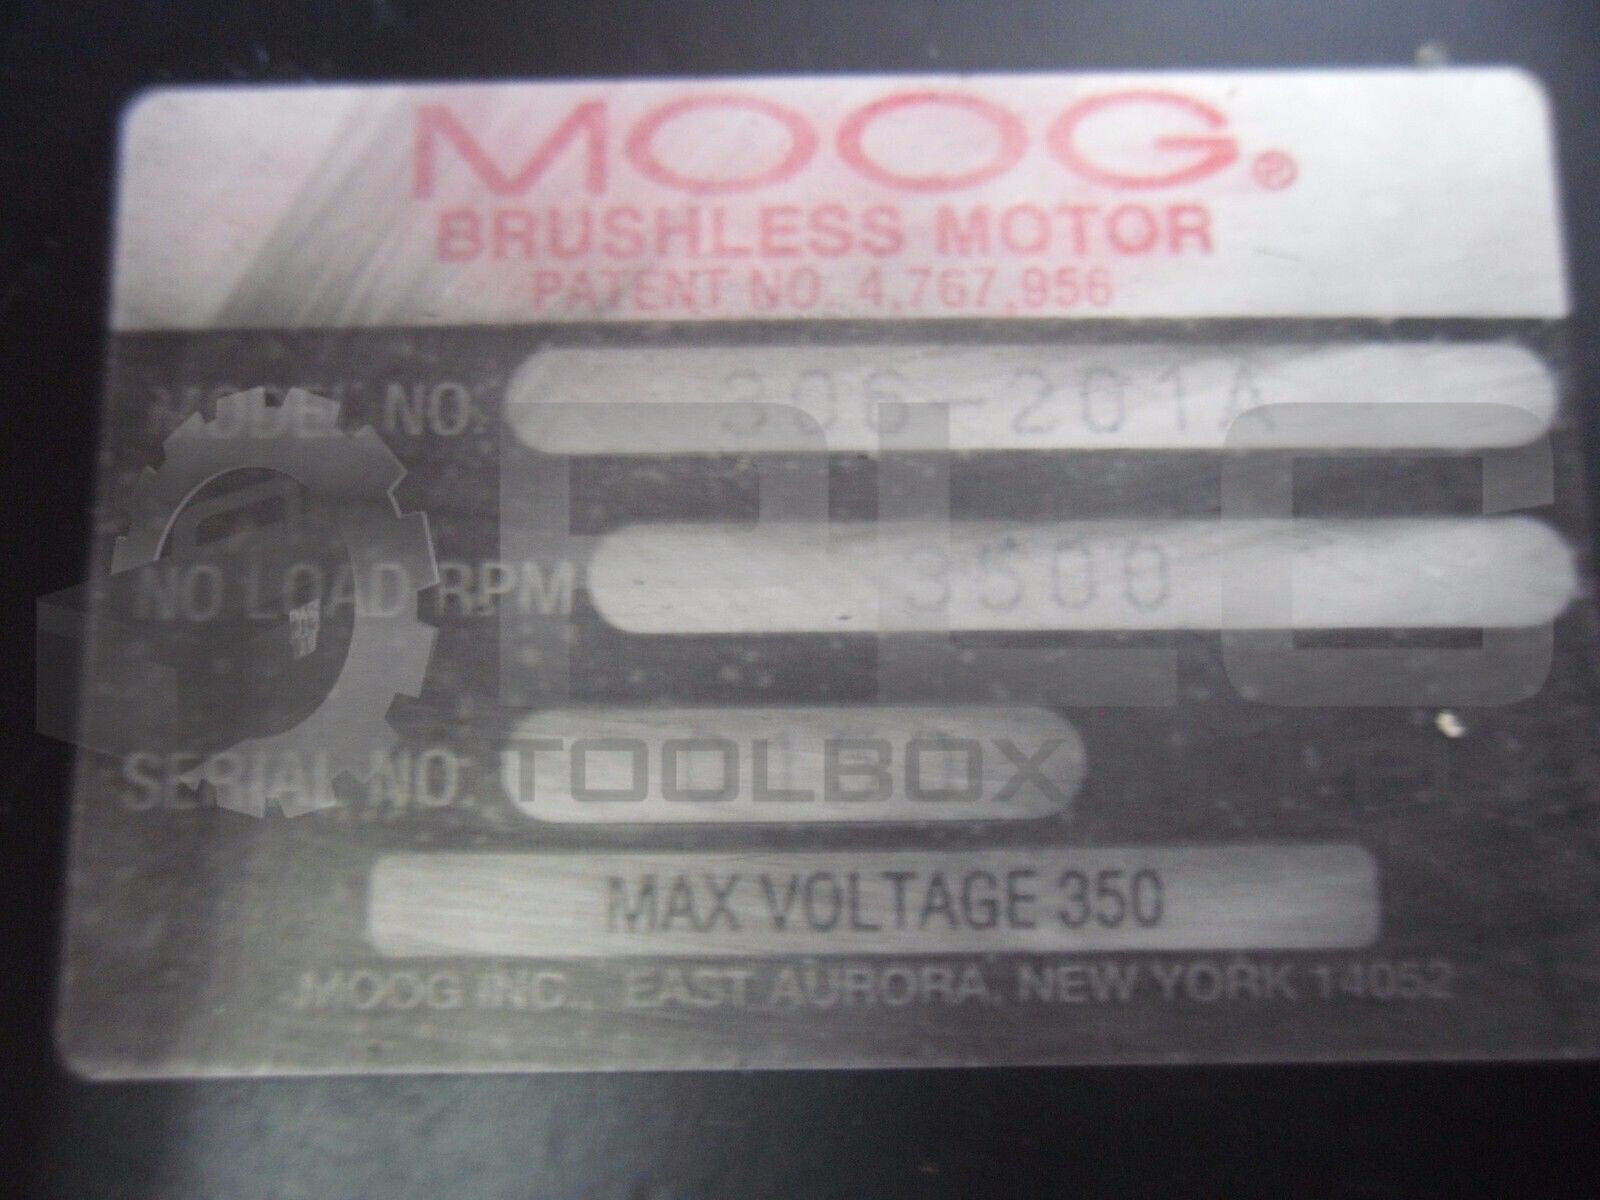 MOOG®
BRUSHLESS MOTOR
PATENT NO. 4,767,956
MODEL NO. 306-201A
NO LOAD RPM 3500
SERIAL NO.
MAX VOLTAGE 350
MOOG INC., EAST AURORA, NEW YORK 14052
PLC
TOOLBOX